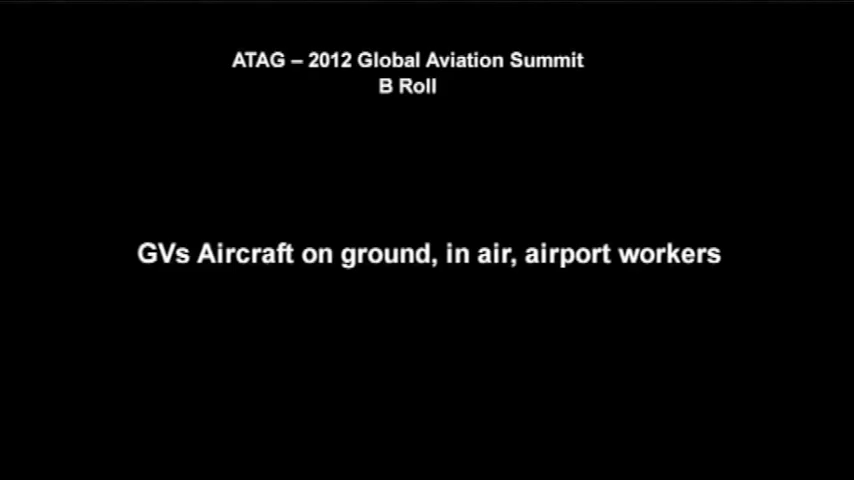 ATAG – 2012 Global Aviation Summit
B Roll
GVs Aircraft on ground, in air, airport workers